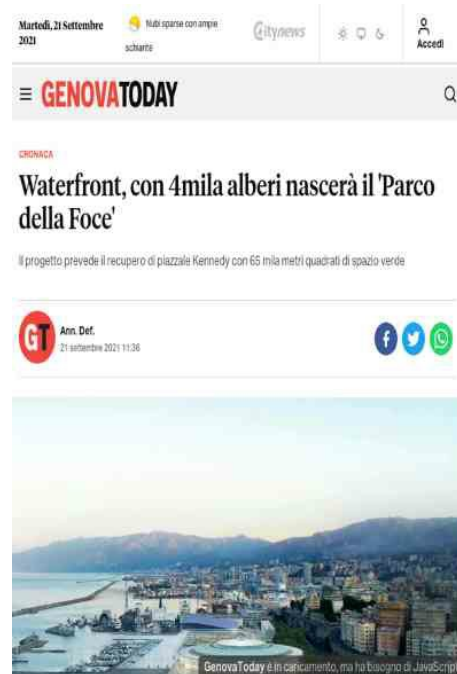 Martedì, 21 Settembre
2021
Nubi sparse con ampie
schiarite
Citynews
Accedi
GENOVATODAY
CRONACA
Waterfront, con 4mila alberi nascerà il 'Parco
della Foce'
Il progetto prevede il recupero di piazzale Kennedy con 65 mila metri quadrati di spazio verde
GT
Ann. Def.
21 settembre 2021 11:36
GenovaToday è in caricamento, ma ha bisogno di JavaScrip